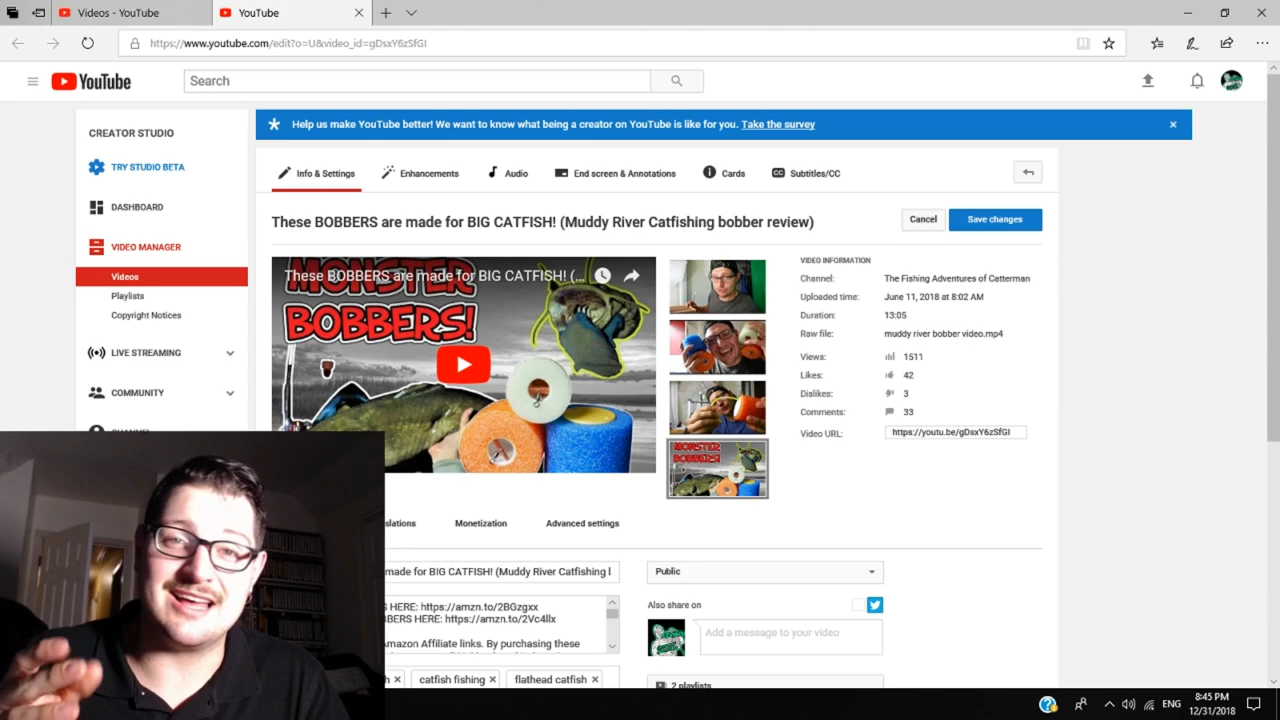 Videos - YouTube
YouTube
https://www.youtube.com/edit?o=U&video_id=gDsxY6zSfGI
YouTube
Search
CREATOR STUDIO
TRY STUDIO BETA
DASHBOARD
VIDEO MANAGER
Videos
Playlists
Copyright Notices
LIVE STREAMING
COMMUNITY
Help us make YouTube better! We want to know what being a creator on YouTube is like for you. Take the survey
Info & Settings
Enhancements
Audio
End screen & Annotations
Cards
CC Subtitles/CC
These BOBBERS are made for BIG CATFISH! (Muddy River Catfishing bobber review)
Cancel
Save changes
These BOBBERS are made for BIG CATFISH! (...
MONSTER
BOBBERS!
MONSTER
BOBBERS!
VIDEO INFORMATION
Channel: The Fishing Adventures of Catterman
Uploaded time: June 11, 2018 at 8:02 AM
Duration: 13:05
Raw file: muddy river bobber video.mp4
Views: 1511
Likes: 42
Dislikes: 3
Comments: 33
Video URL: https://youtu.be/gDsxY6zSfGI
slations
Monetization
Advanced settings
made for BIG CATFISH! (Muddy River Catfishing
S HERE: https://amzn.to/2BGzgxx
BERS HERE: https://amzn.to/2Vc4llx
mazon Affiliate links. By purchasing these
catfish fishing
flathead catfish
Public
Also share on
Add a message to your video
2 playlists
ENG
8:45 PM
12/31/2018